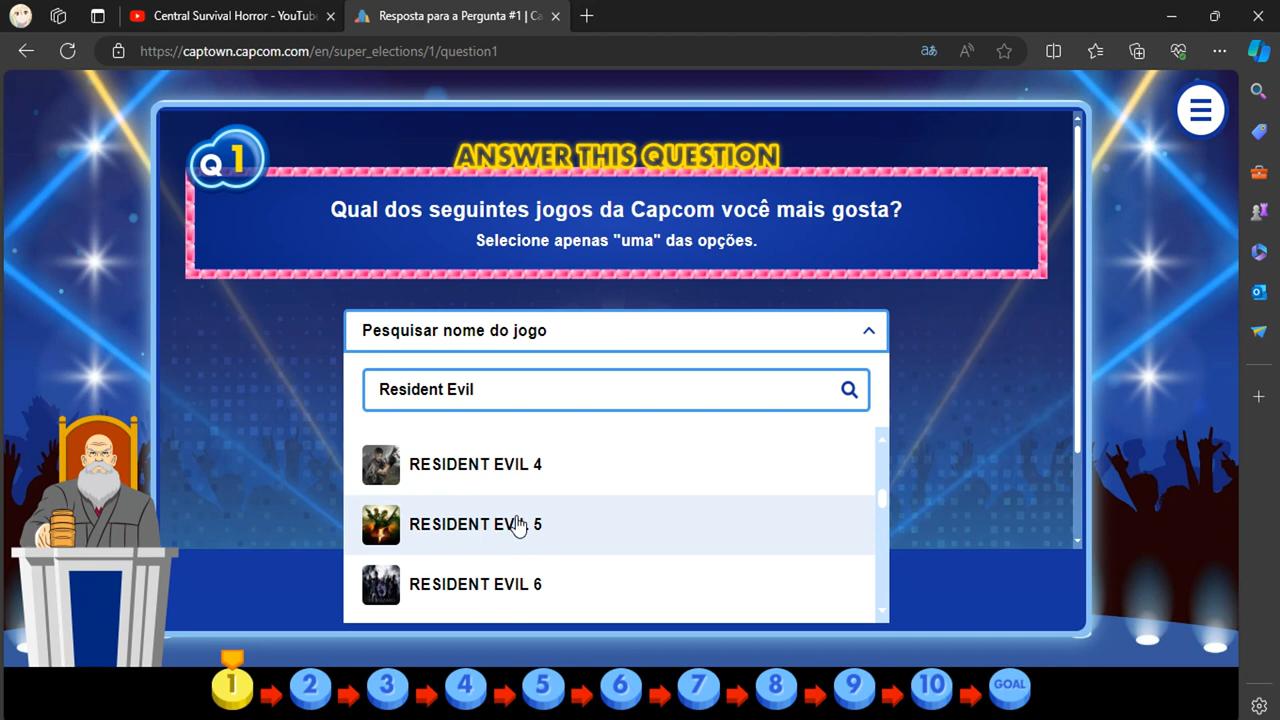 Central Survival Horror - YouTube
Resposta para a Pergunta #1 | Ca
https://captown.capcom.com/en/super_elections/1/question1
Q1
ANSWER THIS QUESTION
Qual dos seguintes jogos da Capcom você mais gosta?
Selecione apenas "uma" das opções.
Pesquisar nome do jogo
Resident Evil
RESIDENT EVIL 4
RESIDENT EVIL 5
RESIDENT EVIL 6
1 2 3 4 5 6 7 8 9 10 GOAL